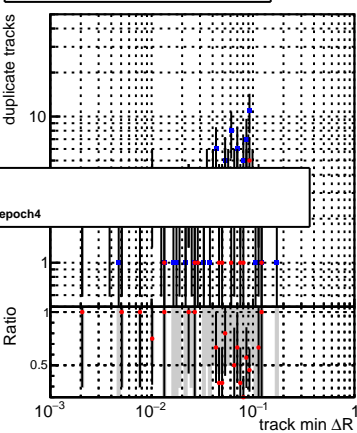 duplicate tracks
10
epoch4
1
Ratio
1
0.5
10⁻³ 10⁻² 10⁻¹ 1
track min ΔR